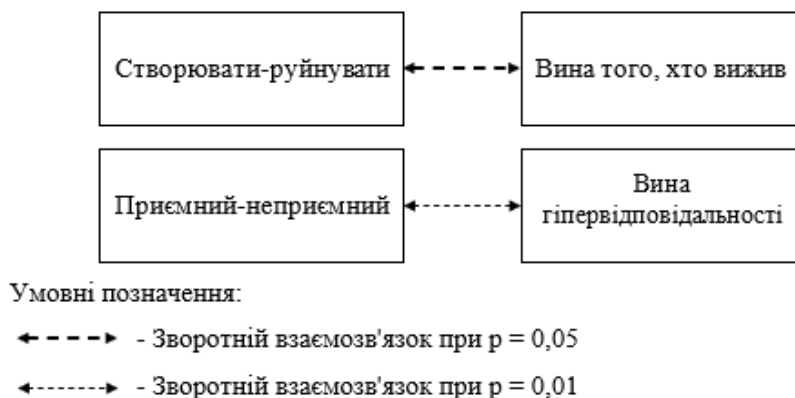 Створювати-руйнувати
Вина того, хто вижив
Приємний-неприємний
Вина
гіпервідповідальності
Умовні позначення:
- Зворотній взаємозв'язок при p = 0,05
- Зворотній взаємозв'язок при p = 0,01